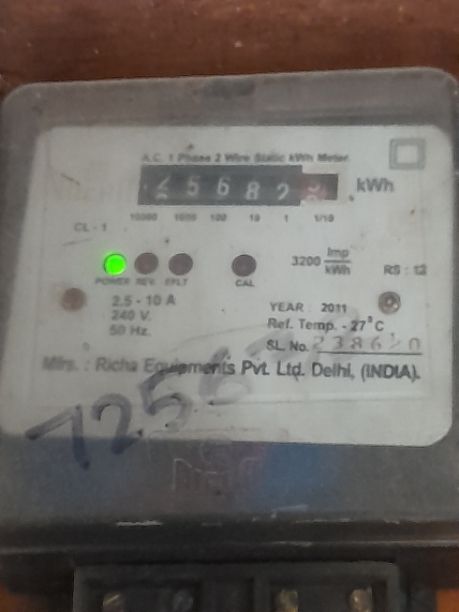 A.C. 1 Phase 2 Wire Static kWh Meter
5682 kWh
10000 1000 100 10 1 1/10
CL - 1
3200 Imp/kWh RS : 12
POWER REV. EFLT CAL
2.5 - 10 A
240 V.
50 Hz.
YEAR : 2011
Ref. Temp. - 27°C
SL. No.
Mfrs. : Richa Equipments Pvt. Ltd. Delhi, (INDIA).